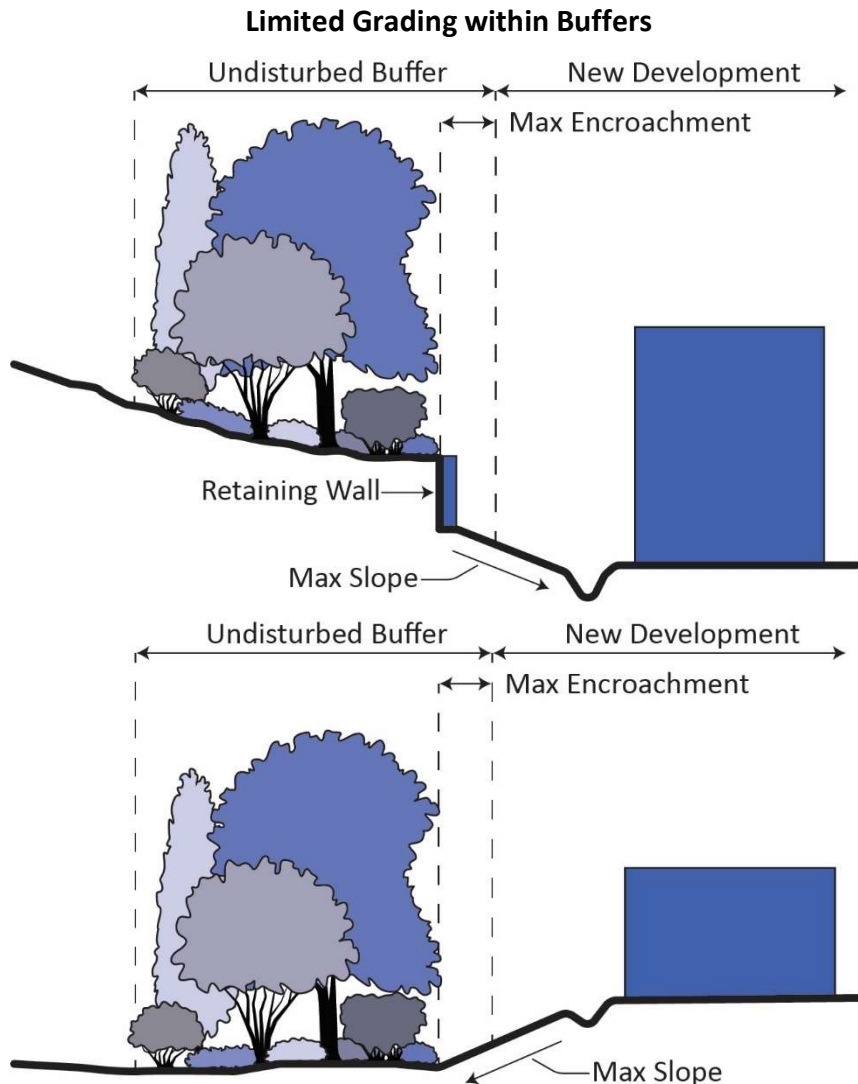 Limited Grading within Buffers
Undisturbed Buffer
New Development
Max Encroachment
Retaining Wall
Max Slope
Undisturbed Buffer
New Development
Max Encroachment
Max Slope